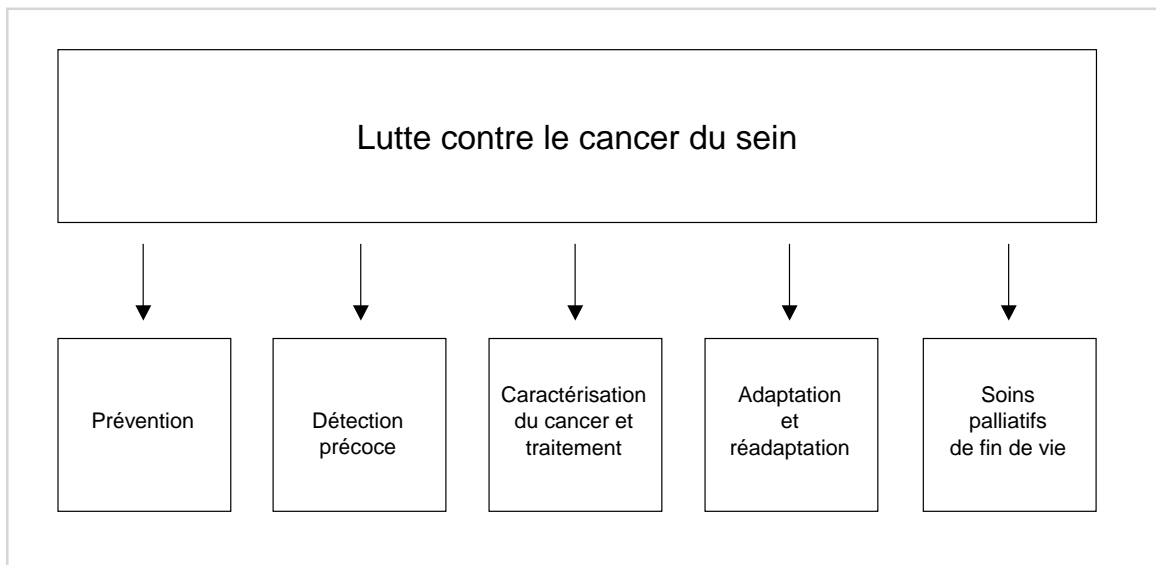 Lutte contre le cancer du sein
Prévention
Détection
précoce
Caractérisation
du cancer et
traitement
Adaptation
et
réadaptation
Soins
palliatifs
de fin de vie